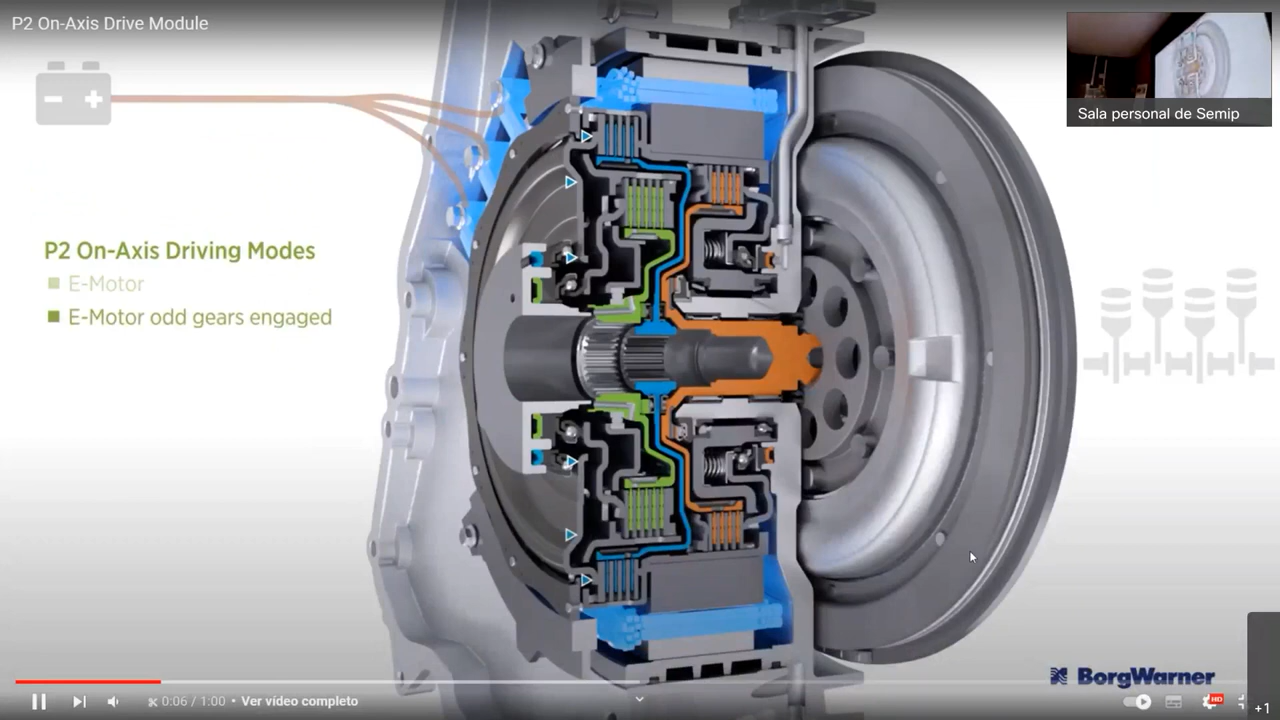 P2 On-Axis Drive Module
Sala personal de Semip
P2 On-Axis Driving Modes
E-Motor
E-Motor odd gears engaged
BorgWarner
0:06 / 1:00 • Ver vídeo completo
HD
+1